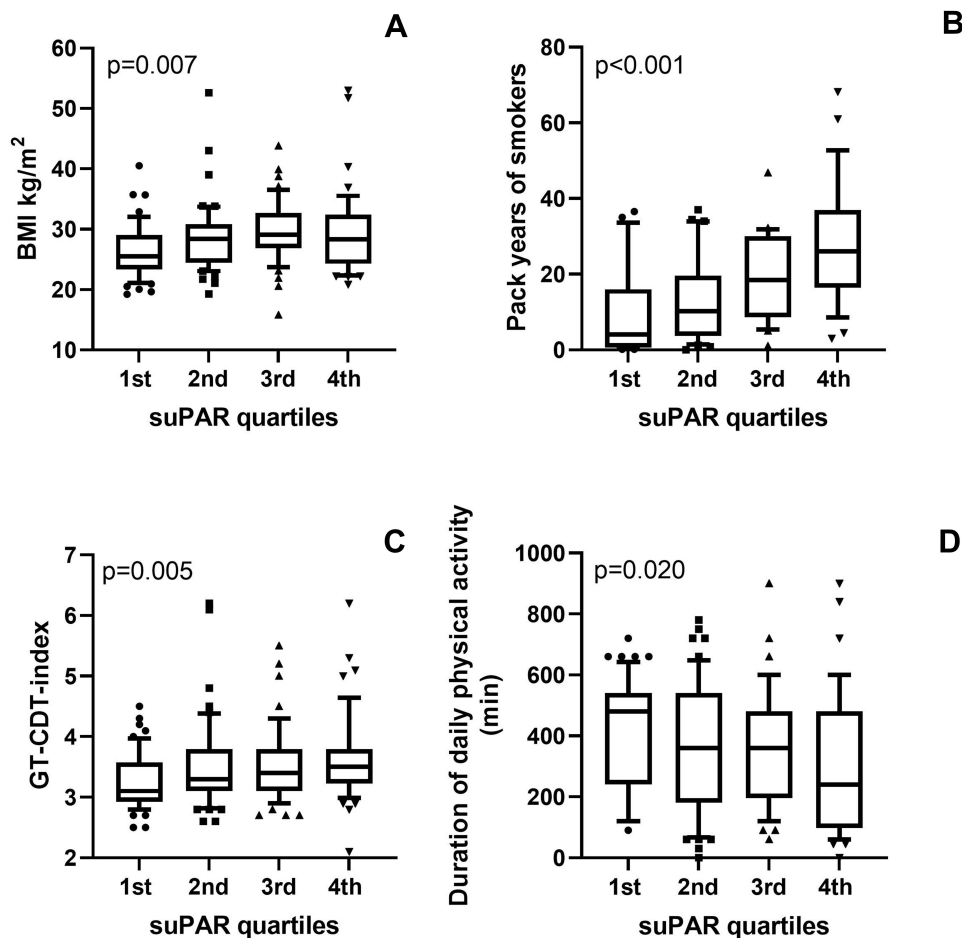 A
p=0.007
BMI kg/m²
60
50
40
30
20
10
1st 2nd 3rd 4th
suPAR quartiles
B
p<0.001
Pack years of smokers
80
60
40
20
0
1st 2nd 3rd 4th
suPAR quartiles
C
p=0.005
GT-CDT-index
7
6
5
4
3
2
1st 2nd 3rd 4th
suPAR quartiles
D
p=0.020
Duration of daily physical activity
(min)
1000
800
600
400
200
0
1st 2nd 3rd 4th
suPAR quartiles